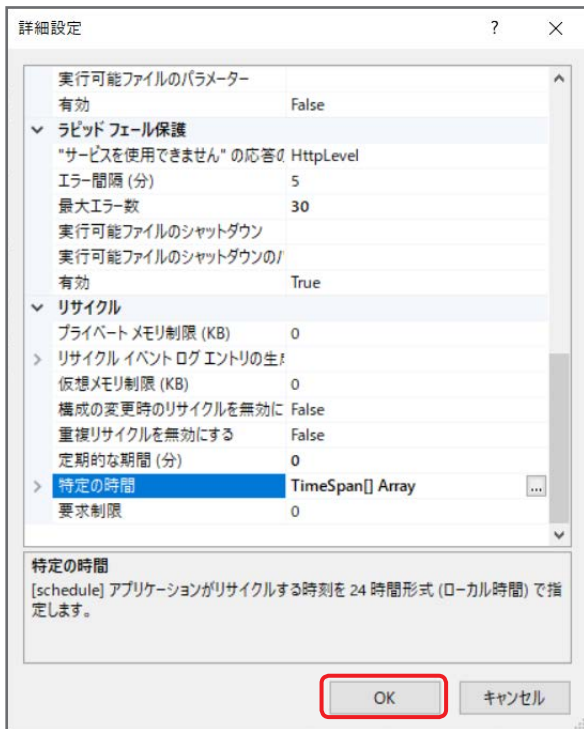 詳細設定
?
×
実行可能ファイルのパラメーター
有効 False
ラピッド フェール保護
"サービスを使用できません" の応答の HttpLevel
エラー間隔 (分) 5
最大エラー数 30
実行可能ファイルのシャットダウン
実行可能ファイルのシャットダウンのパ
有効 True
リサイクル
プライベート メモリ制限 (KB) 0
リサイクル イベント ログ エントリの生成
仮想メモリ制限 (KB) 0
構成の変更時のリサイクルを無効に False
重複リサイクルを無効にする False
定期的な期間 (分) 0
特定の時間 TimeSpan[] Array ...
要求制限 0
特定の時間
[schedule] アプリケーションがリサイクルする時刻を 24 時間形式 (ローカル時間) で指
定します。
OK キャンセル